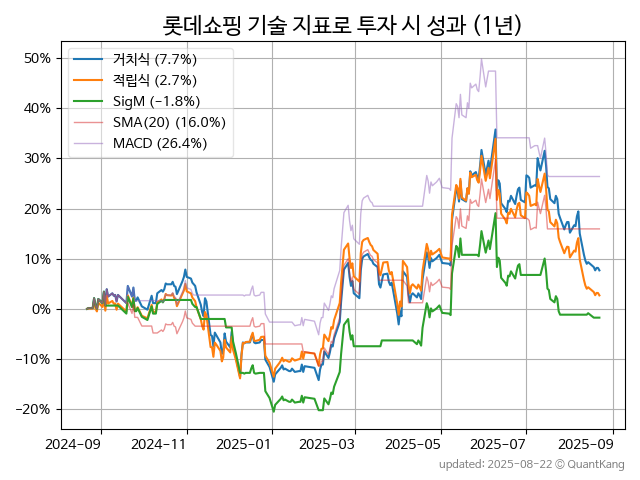 롯데쇼핑 기술 지표로 투자 시 성과 (1년)
거치식 (7.7%)
적립식 (2.7%)
SigM (−1.8%)
SMA(20) (16.0%)
MACD (26.4%)
50%
40%
30%
20%
10%
0%
−10%
−20%
2024-09
2024-11
2025-01
2025-03
2025-05
2025-07
2025-09
updated: 2025-08-22 © QuantKang